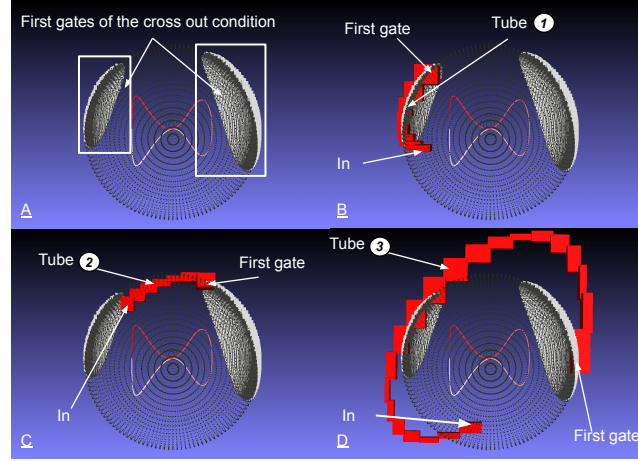 First gates of the cross out condition
A
First gate
Tube 1
In
B
Tube 2
First gate
In
C
Tube 3
In
First gate
D